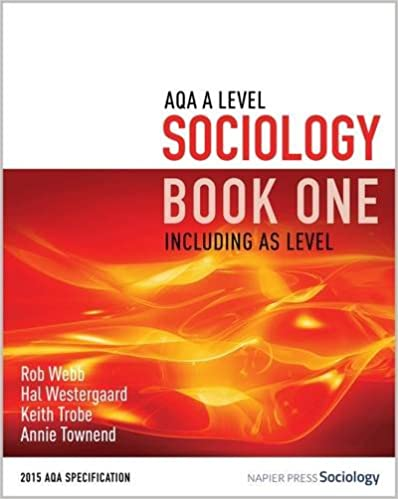 AQA A LEVEL
SOCIOLOGY
BOOK ONE
INCLUDING AS LEVEL
Rob Webb
Hal Westergaard
Keith Trobe
Annie Townend
2015 AQA SPECIFICATION
NAPIER PRESS Sociology